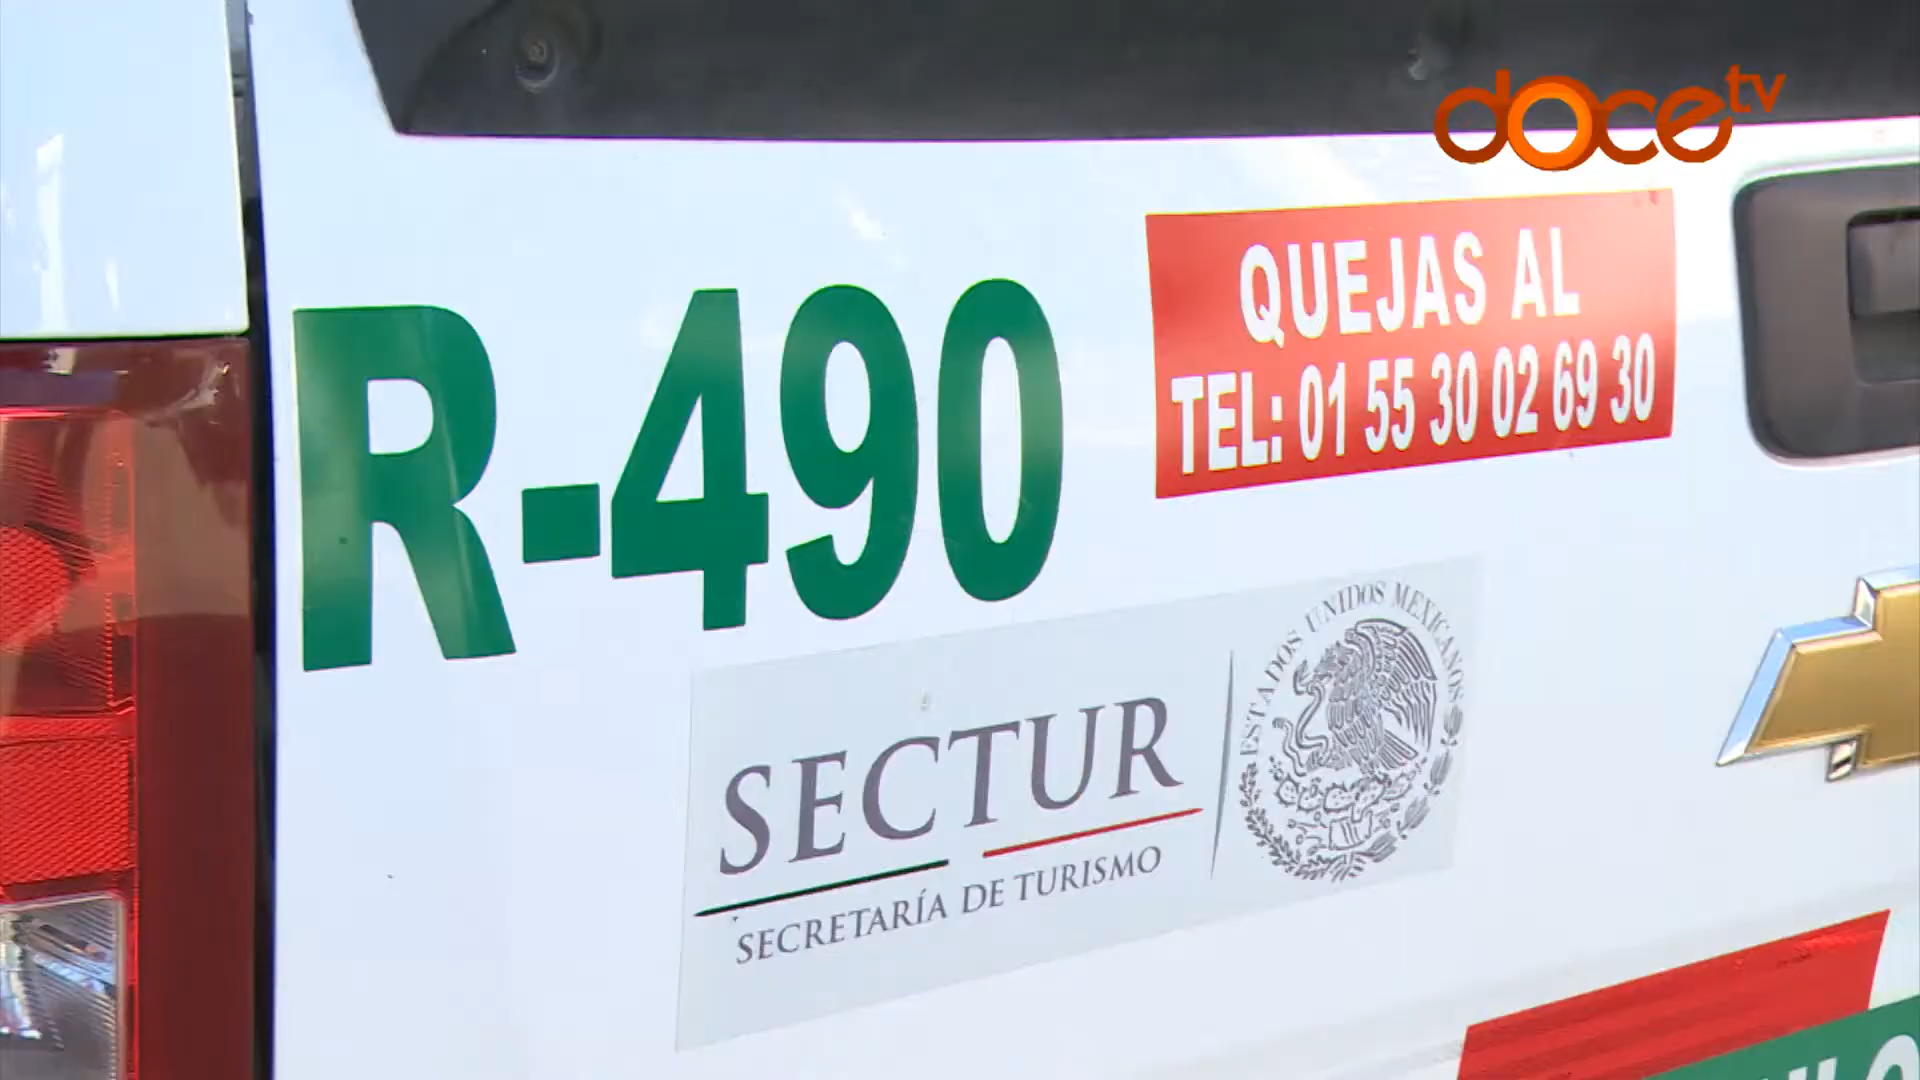 doce tv
QUEJAS AL
TEL: 01 55 30 02 69 30
R-490
ESTADOS UNIDOS MEXICANOS
SECTUR
SECRETARÍA DE TURISMO